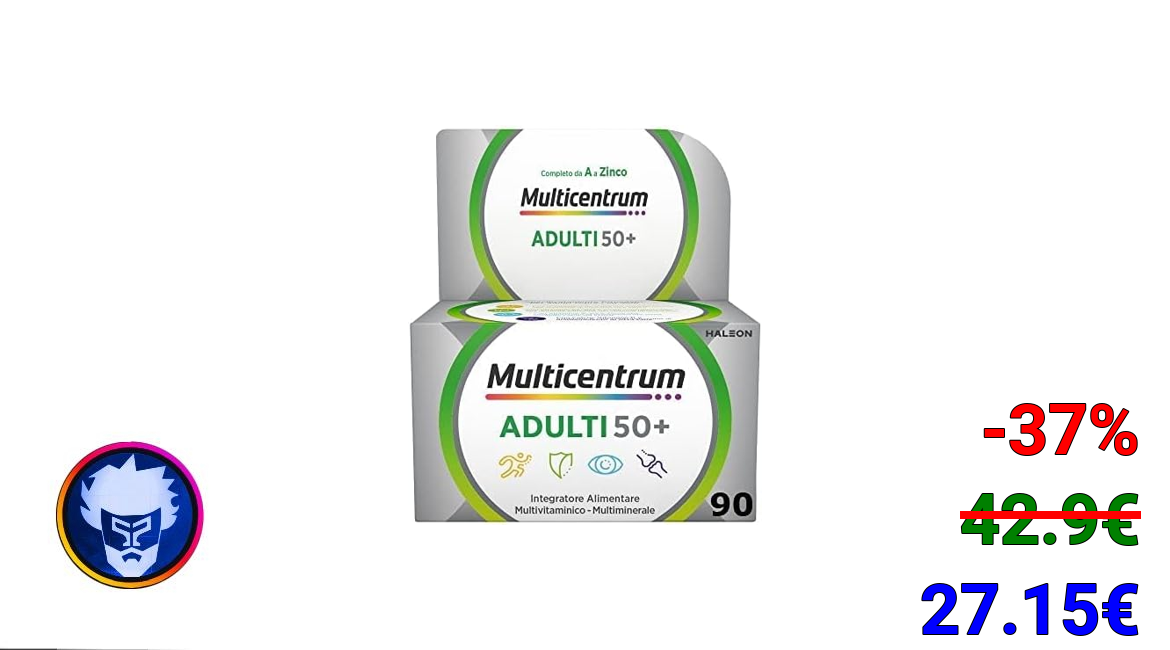 Completo da A a Zinco
Multicentrum
ADULTI 50+
HALEON
Multicentrum
ADULTI 50+
Integratore Alimentare
Multivitaminico - Multiminerale
90
-37%
42.9€
27.15€